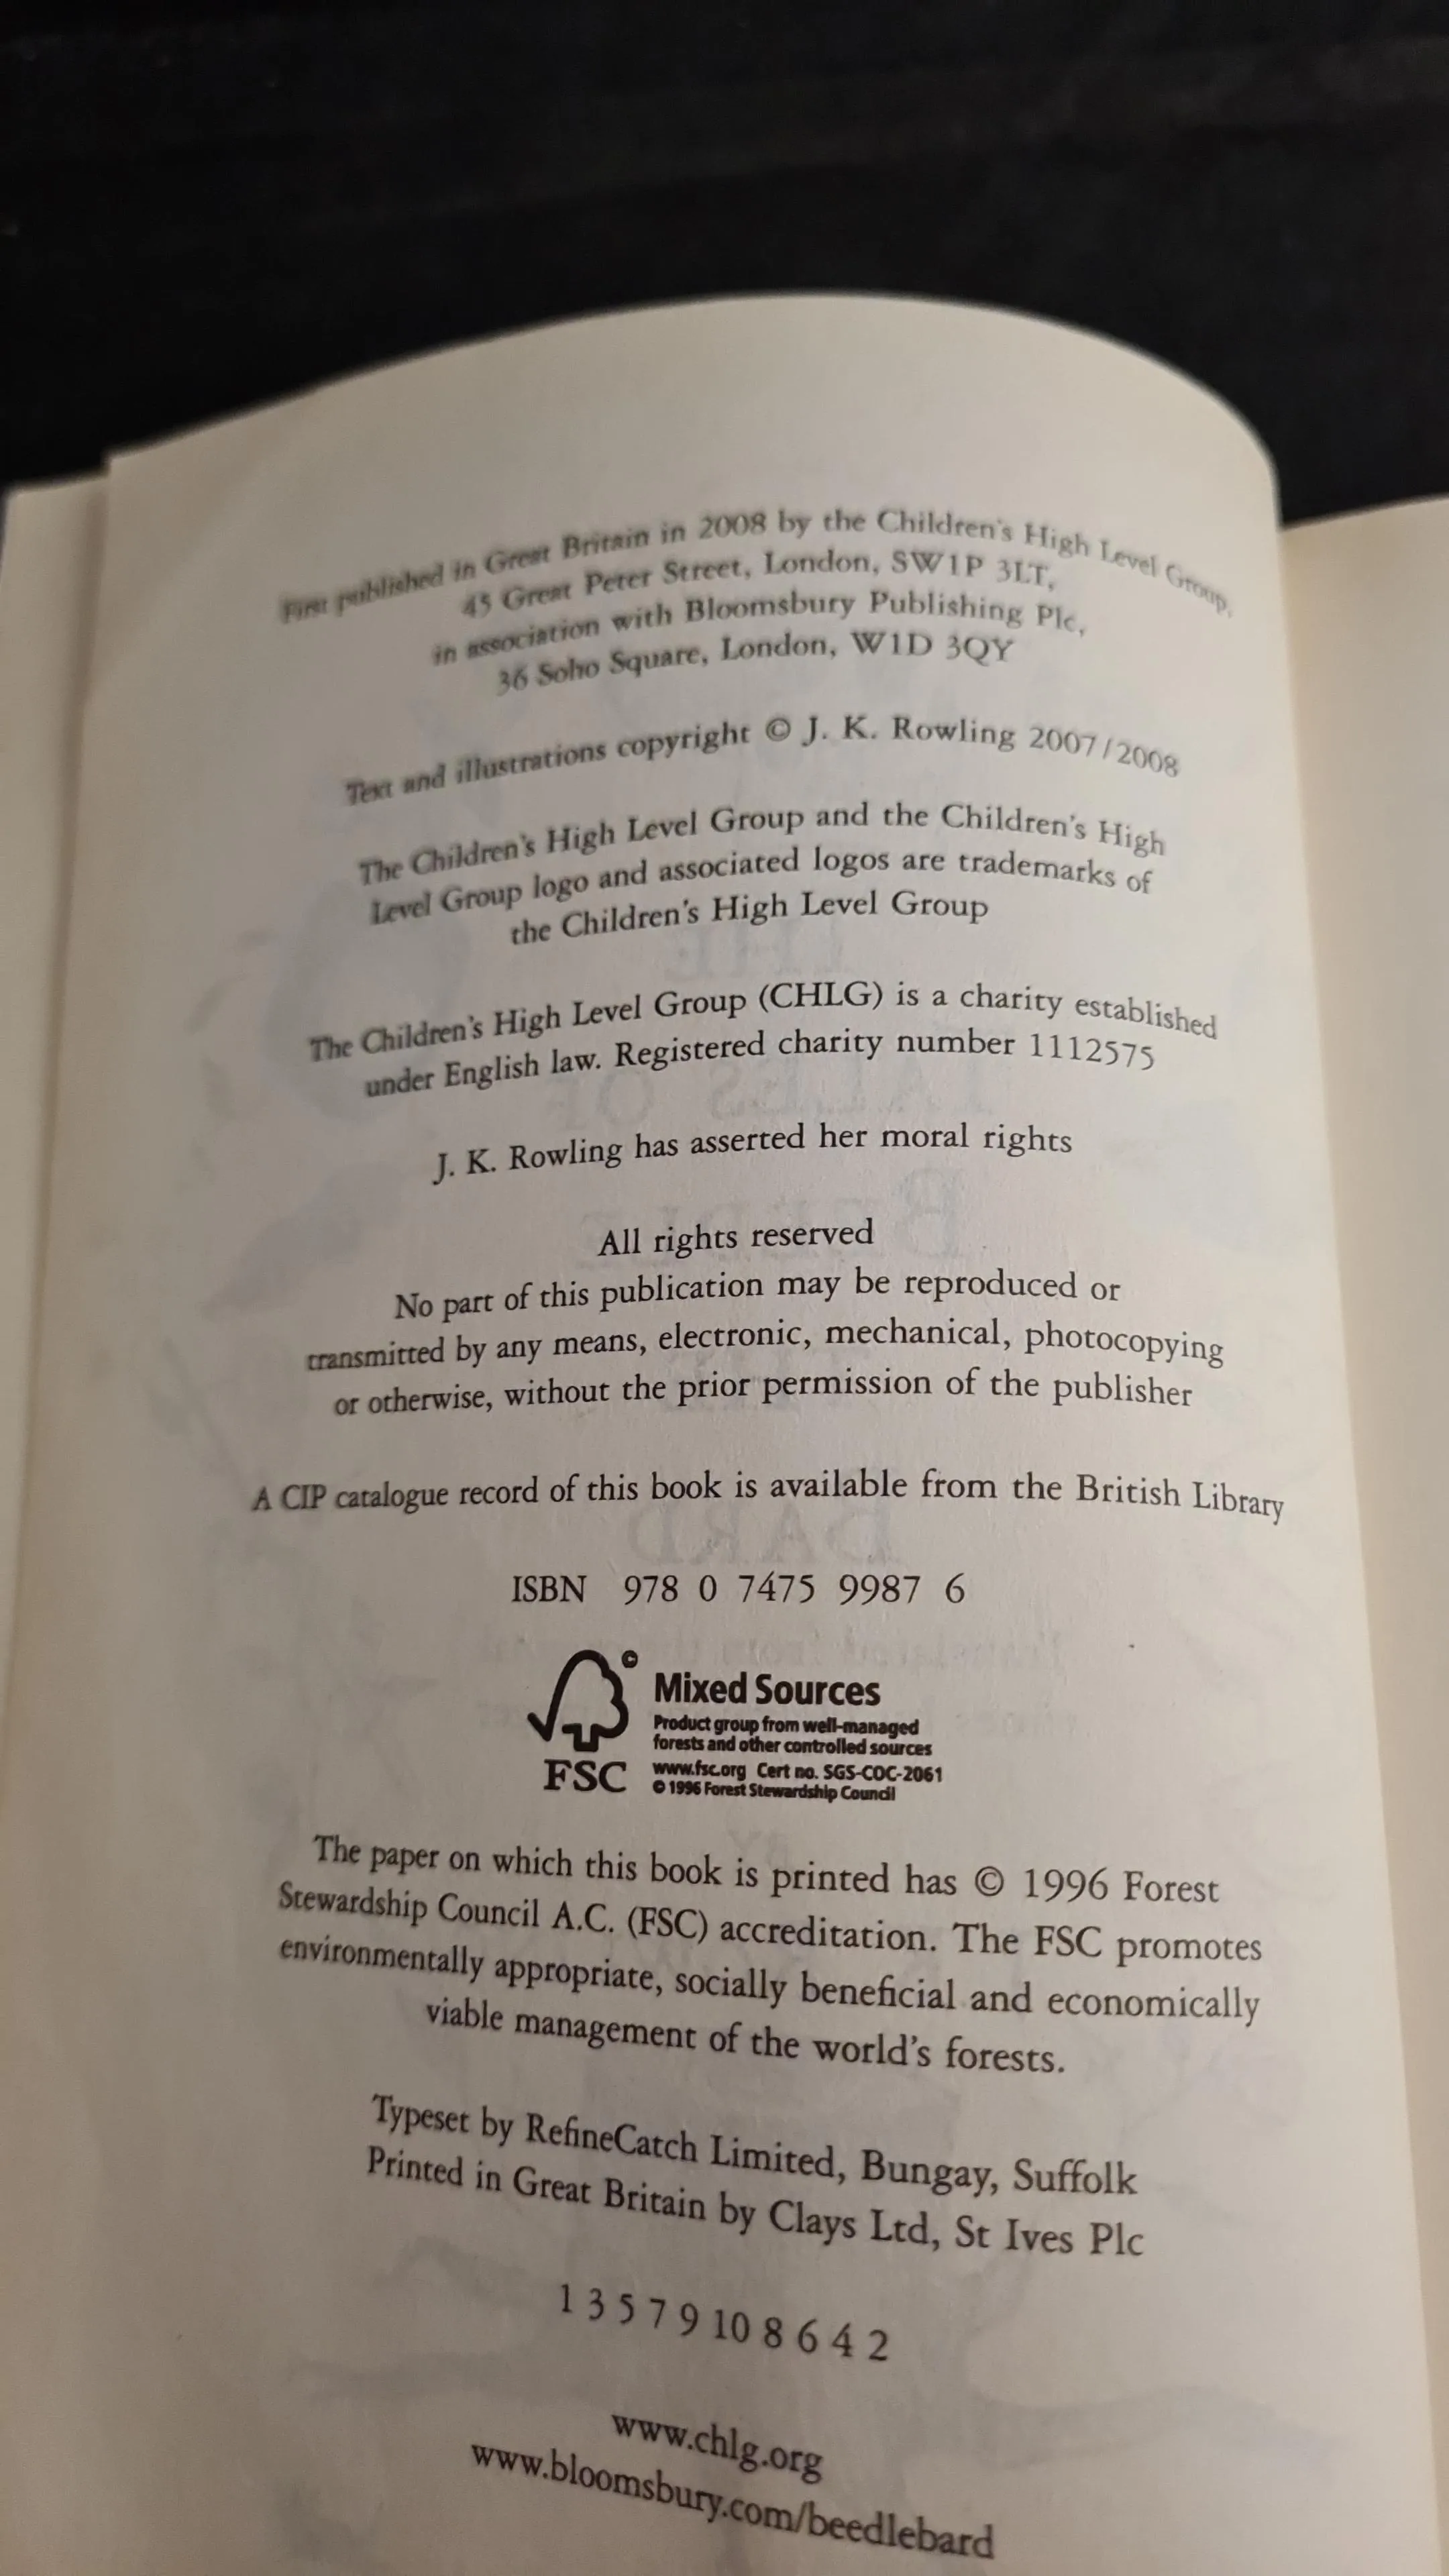 First published in Great Britain in 2008 by the Children's High Level Group,
45 Great Peter Street, London, SW1P 3LT,
in association with Bloomsbury Publishing Plc,
36 Soho Square, London, W1D 3QY
Text and illustrations copyright © J. K. Rowling 2007/2008
The Children's High Level Group and the Children's High
Level Group logo and associated logos are trademarks of
the Children's High Level Group
The Children's High Level Group (CHLG) is a charity established
under English law. Registered charity number 1112575
J. K. Rowling has asserted her moral rights
All rights reserved
No part of this publication may be reproduced or
transmitted by any means, electronic, mechanical, photocopying
or otherwise, without the prior permission of the publisher
A CIP catalogue record of this book is available from the British Library
ISBN 978 0 7475 9987 6
©
Mixed Sources
Product group from well-managed
forests and other controlled sources
www.fsc.org Cert no. SGS-COC-2061
© 1996 Forest Stewardship Council
FSC
The paper on which this book is printed has © 1996 Forest
Stewardship Council A.C. (FSC) accreditation. The FSC promotes
environmentally appropriate, socially beneficial and economically
viable management of the world's forests.
Typeset by RefineCatch Limited, Bungay, Suffolk
Printed in Great Britain by Clays Ltd, St Ives Plc
1 3 5 7 9 10 8 6 4 2
www.chlg.org
www.bloomsbury.com/beedlebard